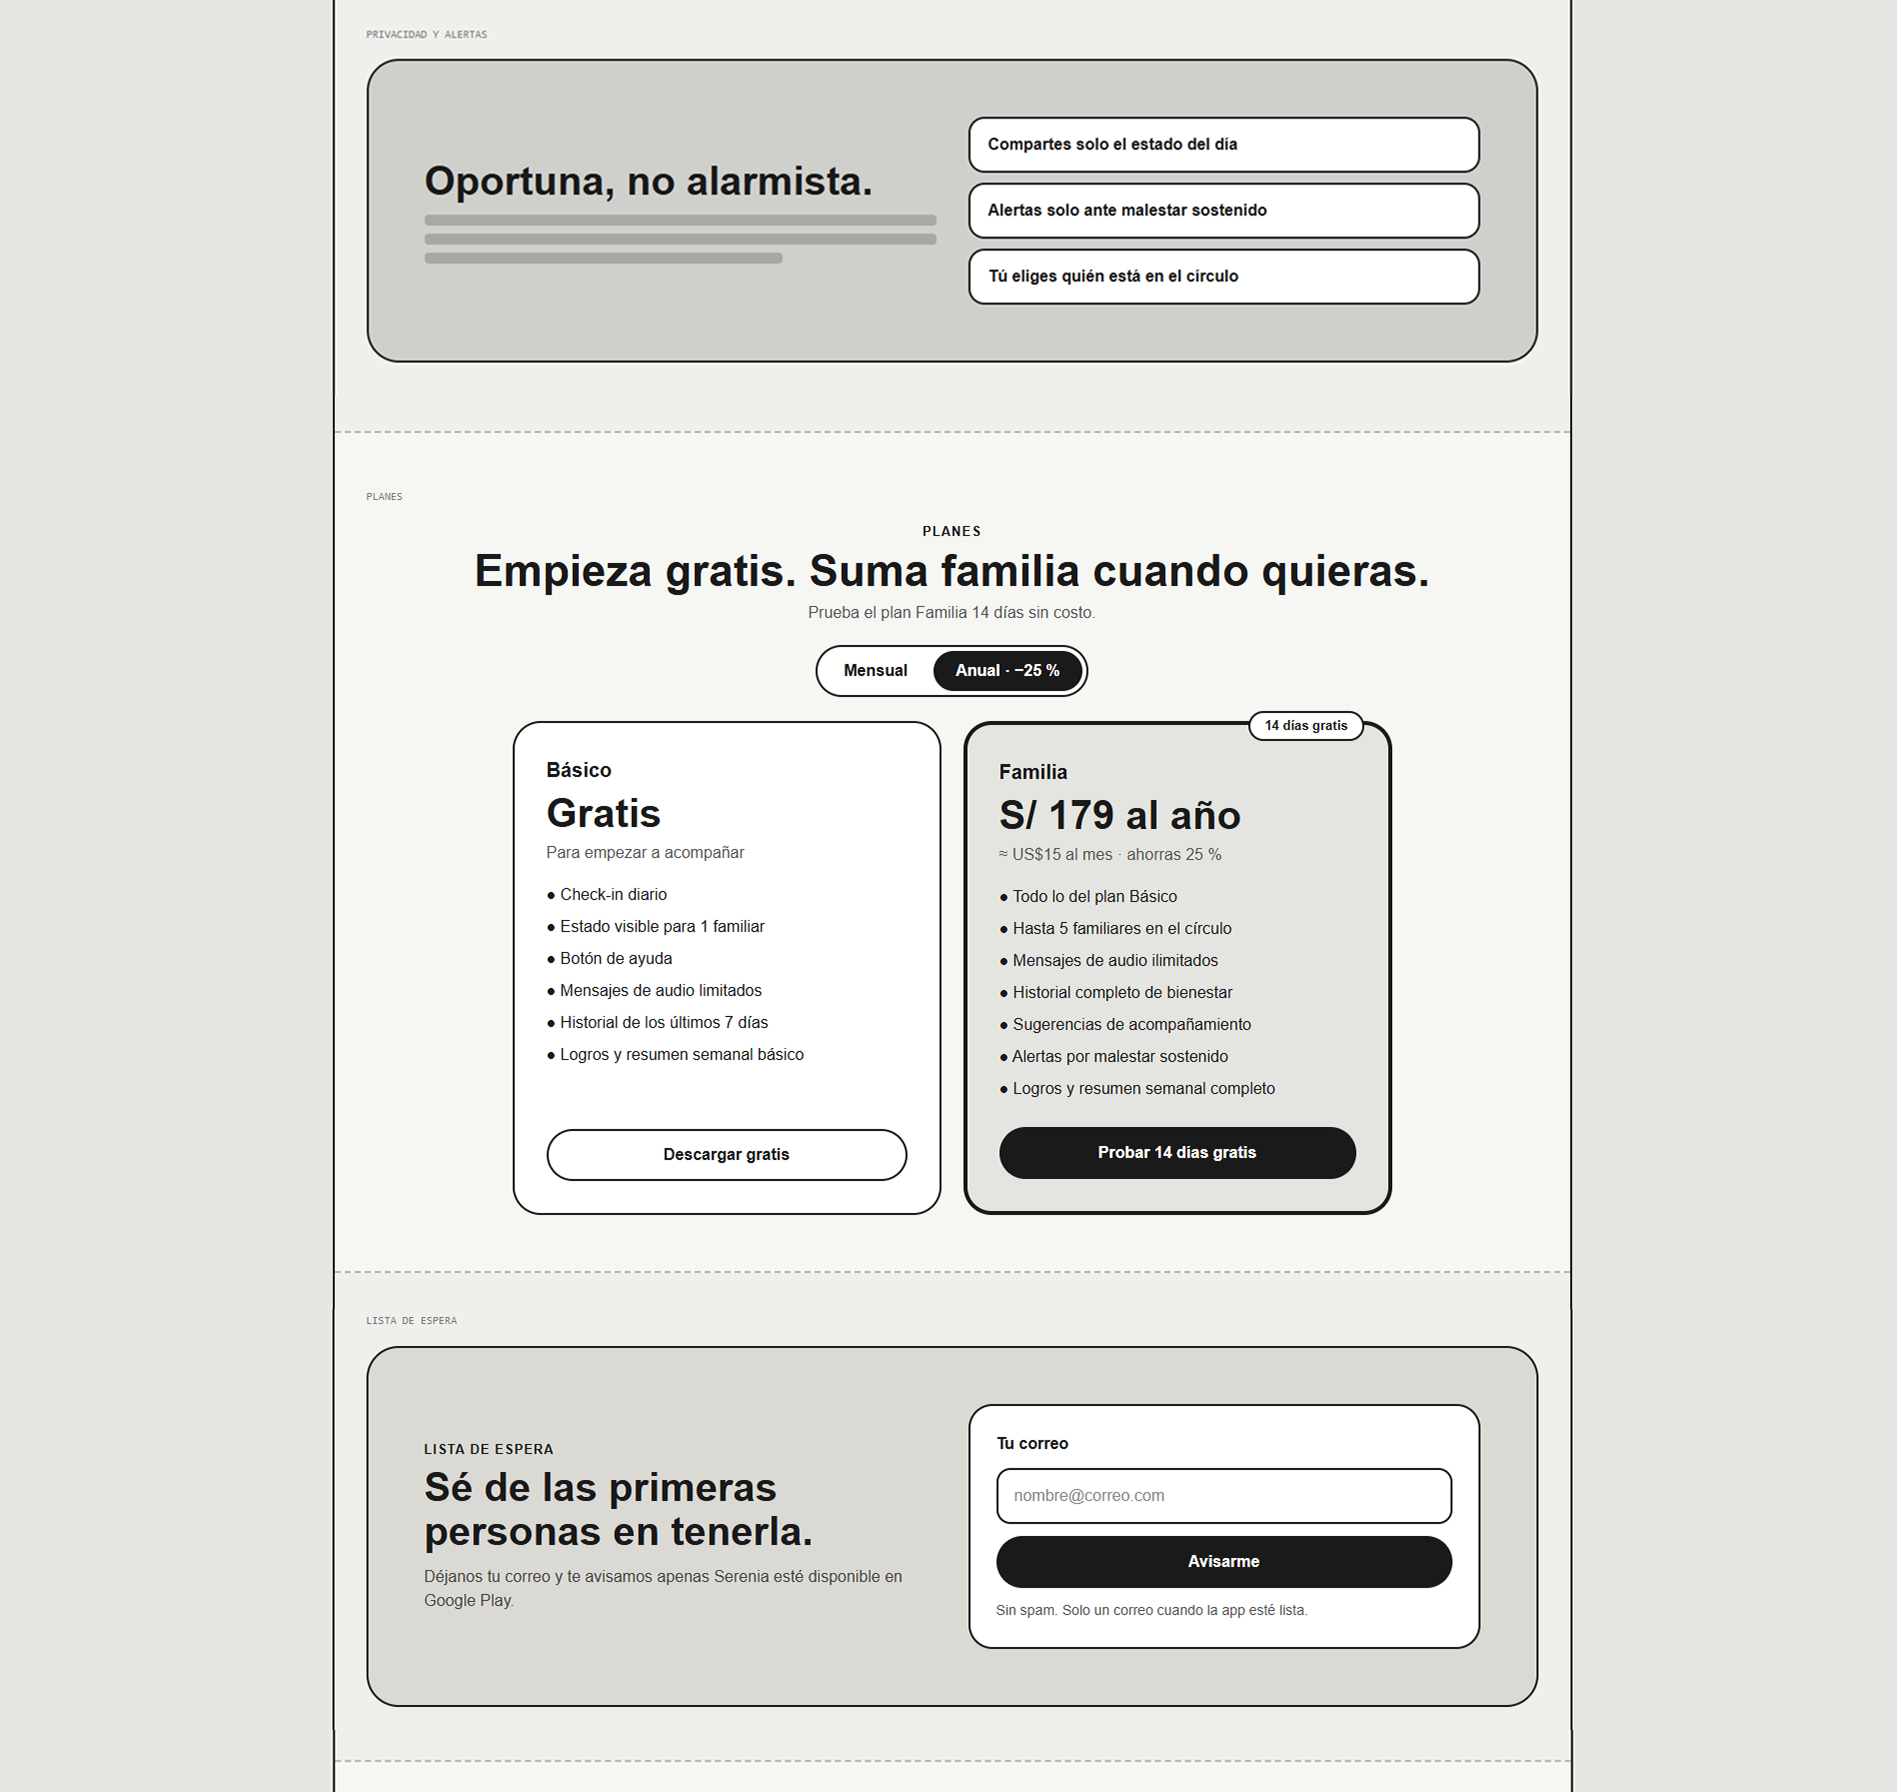 PRIVACIDAD Y ALERTAS
Oportuna, no alarmista.
Compartes solo el estado del día
Alertas solo ante malestar sostenido
Tú eliges quién está en el círculo
PLANES
PLANES
Empieza gratis. Suma familia cuando quieras.
Prueba el plan Familia 14 días sin costo.
Mensual
Anual · −25 %
Básico
Gratis
Para empezar a acompañar
● Check-in diario
● Estado visible para 1 familiar
● Botón de ayuda
● Mensajes de audio limitados
● Historial de los últimos 7 días
● Logros y resumen semanal básico
Descargar gratis
14 días gratis
Familia
S/ 179 al año
≈ US$15 al mes · ahorras 25 %
● Todo lo del plan Básico
● Hasta 5 familiares en el círculo
● Mensajes de audio ilimitados
● Historial completo de bienestar
● Sugerencias de acompañamiento
● Alertas por malestar sostenido
● Logros y resumen semanal completo
Probar 14 días gratis
LISTA DE ESPERA
LISTA DE ESPERA
Sé de las primeras
personas en tenerla.
Déjanos tu correo y te avisamos apenas Serenia esté disponible en
Google Play.
Tu correo
nombre@correo.com
Avisarme
Sin spam. Solo un correo cuando la app esté lista.